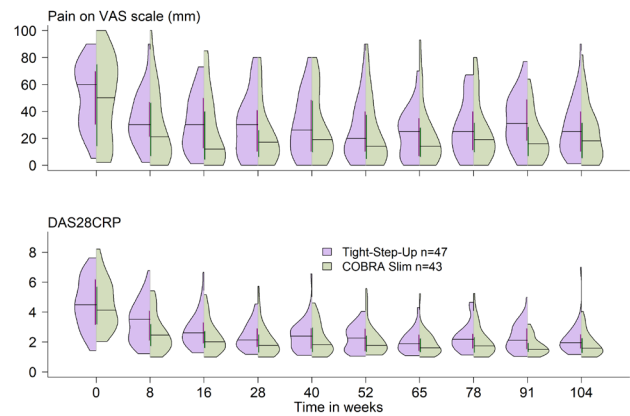 Pain on VAS scale (mm)
100
80
60
40
20
0
DAS28CRP
8
6
4
2
0
Tight-Step-Up n=47
COBRA Slim n=43
0 8 16 28 40 52 65 78 91 104
Time in weeks